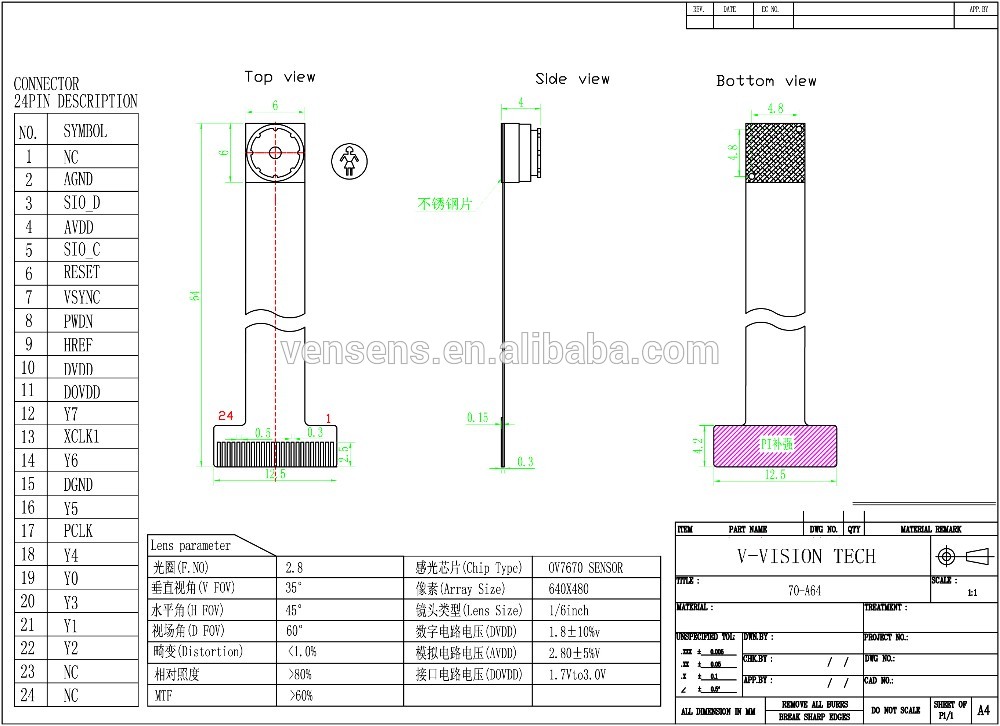 REV. DATE EC NO. APP.BY
Top view
Side view
Bottom view
CONNECTOR
24PIN DESCRIPTION
NO. SYMBOL
1 NC
2 AGND
3 SIO_D
4 AVDD
5 SIO_C
6 RESET
7 VSYNC
8 PWDN
9 HREF
10 DVDD
11 DOVDD
12 Y7
13 XCLK1
14 Y6
15 DGND
16 Y5
17 PCLK
18 Y4
19 Y0
20 Y3
21 Y1
22 Y2
23 NC
24 NC
6
6
54
24
1
0.5
0.3
2.5
12.5
4
不锈钢片
0.15
0.3
4.8
4.8
4.2
PI补强
12.5
vensens.en.alibaba.com
Lens parameter
光圈(F.NO) 2.8 感光芯片(Chip Type) OV7670 SENSOR
垂直视角(V FOV) 35° 像素(Array Size) 640X480
水平角(H FOV) 45° 镜头类型(Lens Size) 1/6inch
视场角(D FOV) 60° 数字电路电压(DVDD) 1.8±10%v
畸变(Distortion) <1.0% 模拟电路电压(AVDD) 2.80±5%V
相对照度 >80% 接口电路电压(DOVDD) 1.7Vto3.0V
MTF >60%
ITEM PART NAME DWG NO. QTY MATERIAL REMARK
V-VISION TECH
TITLE : 70-A64 SCALE : 1:1
MATERIAL : TREATMENT :
UNSPECIFIED TOL: DWN.BY : PROJECT NO.:
.XXX ± 0.005
.XX ± 0.05
.X ± 0.1
∠ ± 0.5°
CHK.BY : / / DWG NO.:
APP.BY : / / CAD NO.:
ALL DIMENSION IN MM
REMOVE ALL BURRS
BREAK SHARP EDGES
DO NOT SCALE
SHEET OF
P1/1
A4